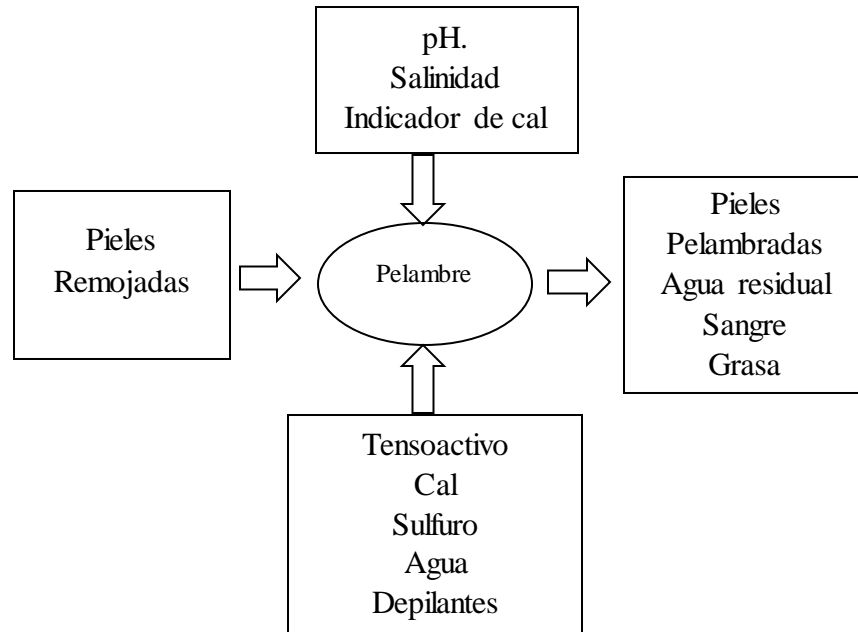 pH.
Salinidad
Indicador de cal
Pieles
Remojadas
Pelambre
Pieles
Pelambradas
Agua residual
Sangre
Grasa
Tensoactivo
Cal
Sulfuro
Agua
Depilantes